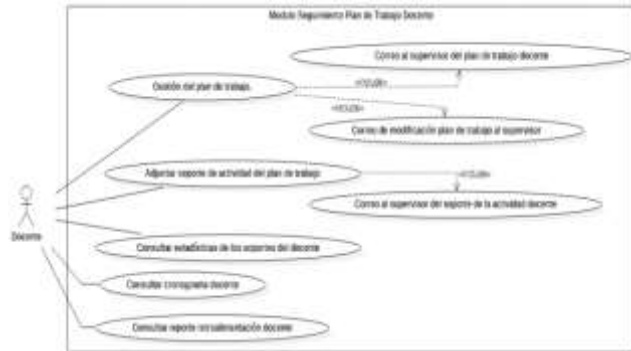 Modulo Seguimiento Plan de Trabajo Docente
Correo al supervisor del plan de trabajo docente
Gestión del plan de trabajo.
Correo de modificación plan de trabajo al supervisor
Adjuntar soporte de actividad del plan de trabajo
Correo al supervisor del soporte de la actividad docente
Docente
Consultar estadísticas de los soportes del docente
Consultar cronograma docente
Consultar reporte retroalimentación docente